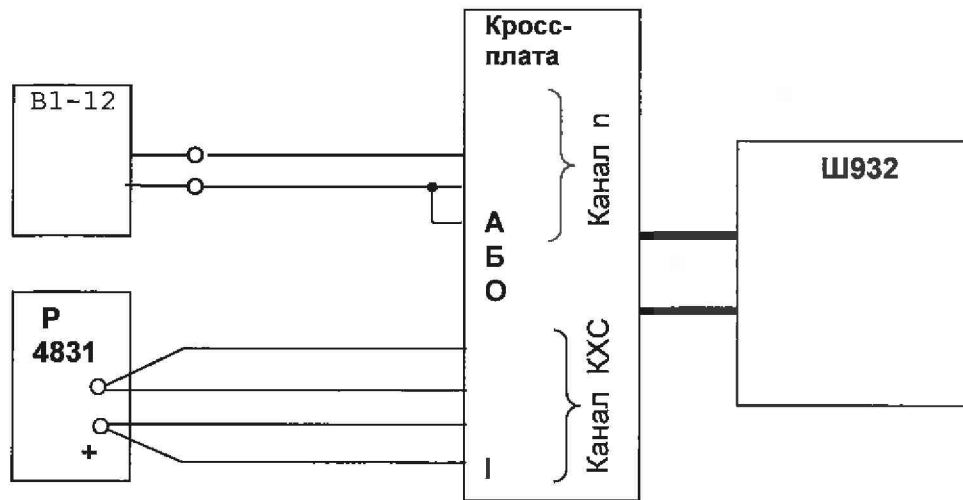 Кросс-
плата
В1-12
Канал n
Ш932
А
Б
О
Р
4831
+
Канал КХС
I